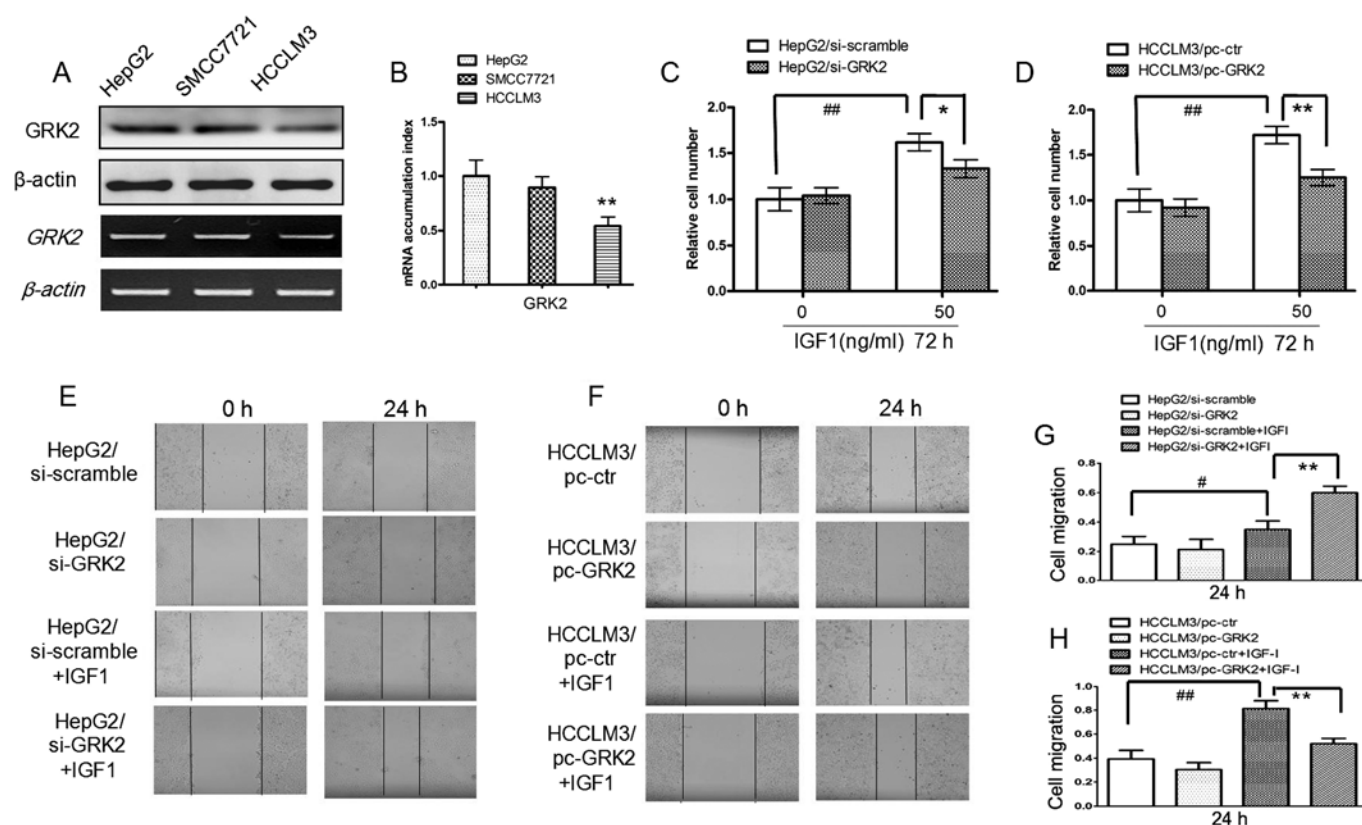 A
HepG2
SMCC7721
HCCLM3
GRK2
β-actin
GRK2
β-actin
B
HepG2
SMCC7721
HCCLM3
mRNA accumulation index
1.5
1.0
0.5
0.0
**
GRK2
C
HepG2/si-scramble
HepG2/si-GRK2
Relative cell number
2.0
1.5
1.0
0.5
0.0
##
*
0
50
IGF1(ng/ml) 72 h
D
HCCLM3/pc-ctr
HCCLM3/pc-GRK2
Relative cell number
2.0
1.5
1.0
0.5
0.0
##
**
0
50
IGF1(ng/ml) 72 h
E
0 h
24 h
HepG2/
si-scramble
HepG2/
si-GRK2
HepG2/
si-scramble
+IGF1
HepG2/
si-GRK2
+IGF1
F
0 h
24 h
HCCLM3/
pc-ctr
HCCLM3/
pc-GRK2
HCCLM3/
pc-ctr
+IGF1
HCCLM3/
pc-GRK2
+IGF1
G
HepG2/si-scramble
HepG2/si-GRK2
HepG2/si-scramble+IGFI
HepG2/si-GRK2+IGFI
Cell migration
0.8
0.6
0.4
0.2
0.0
#
**
24 h
H
HCCLM3/pc-ctr
HCCLM3/pc-GRK2
HCCLM3/pc-ctr+IGF-I
HCCLM3/pc-GRK2+IGF-I
Cell migration
1.0
0.8
0.6
0.4
0.2
0.0
##
**
24 h